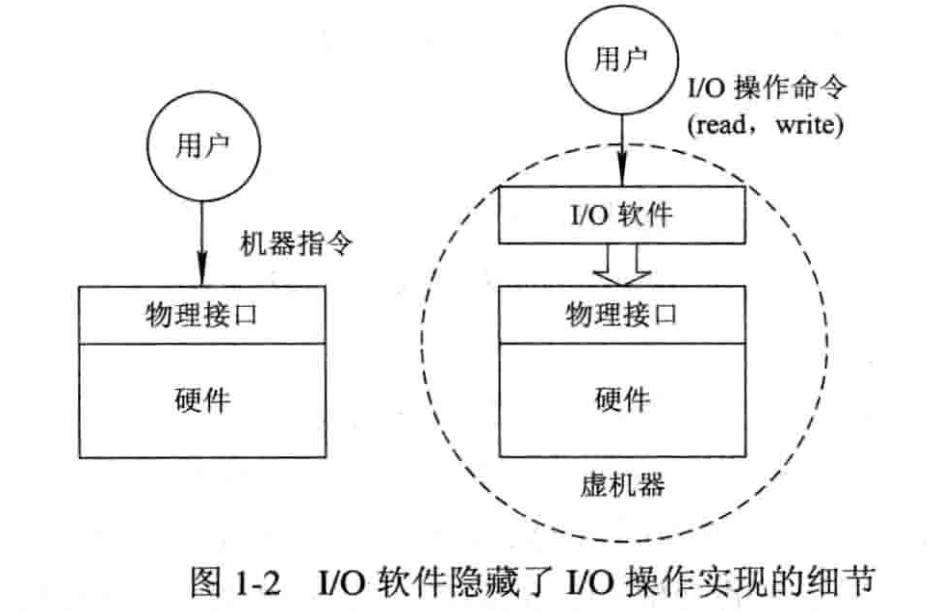 用户
机器指令
物理接口
硬件
用户
I/O 操作命令
(read，write)
I/O 软件
物理接口
硬件
虚机器
图 1-2 I/O 软件隐藏了 I/O 操作实现的细节